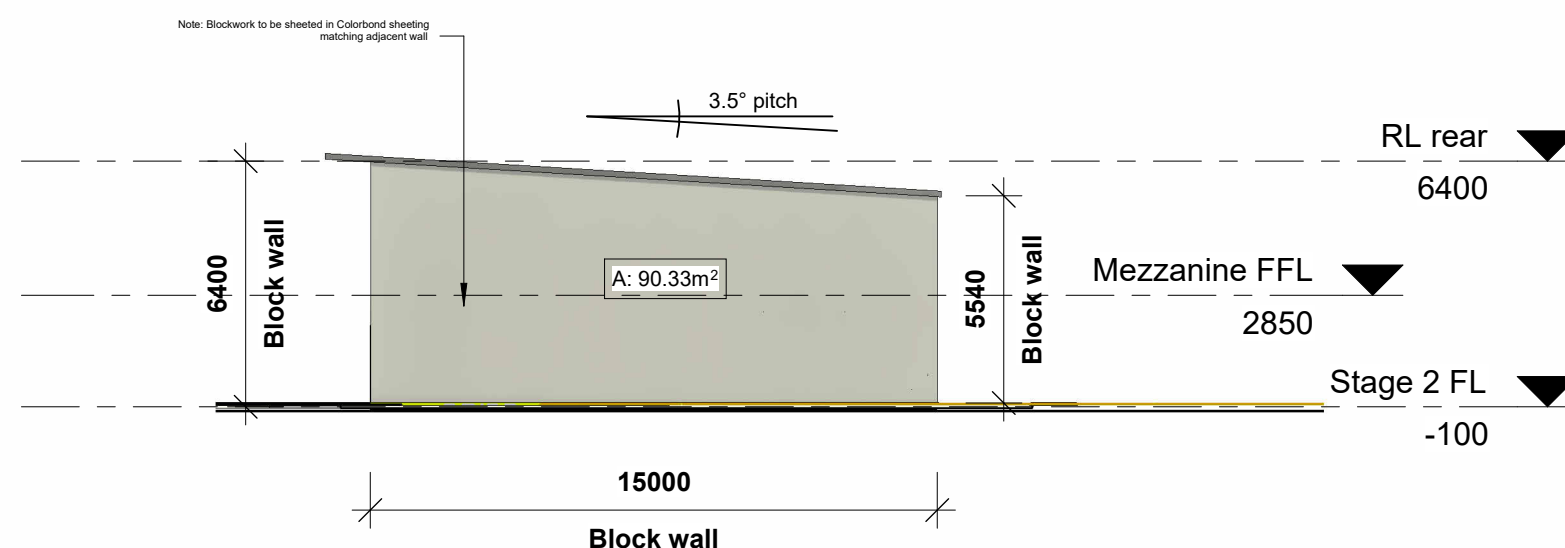 Note: Blockwork to be sheeted in Colorbond sheeting
matching adjacent wall
3.5° pitch
RL rear
6400
6400
Block wall
A: 90.33m²
5540
Block wall
Mezzanine FFL
2850
Stage 2 FL
-100
15000
Block wall